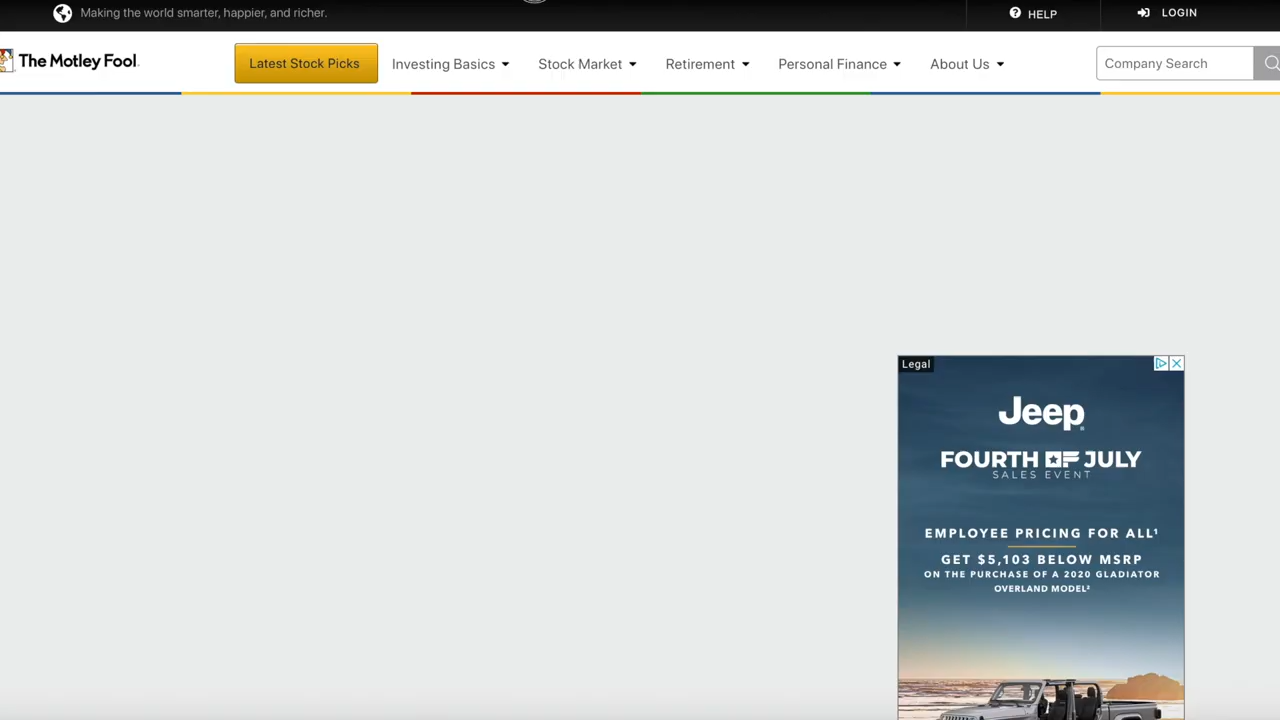 Making the world smarter, happier, and richer.
HELP
LOGIN
The Motley Fool
Latest Stock Picks
Investing Basics
Stock Market
Retirement
Personal Finance
About Us
Company Search
Legal
Jeep
FOURTH OF JULY
SALES EVENT
EMPLOYEE PRICING FOR ALL¹
GET $5,103 BELOW MSRP
ON THE PURCHASE OF A 2020 GLADIATOR
OVERLAND MODEL²